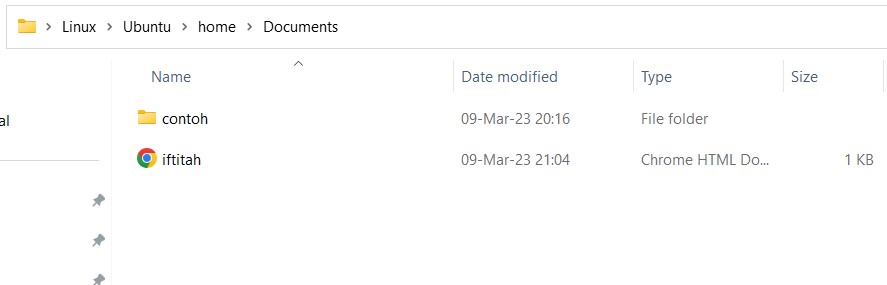 Linux > Ubuntu > home > Documents
Name Date modified Type Size
al
contoh 09-Mar-23 20:16 File folder
iftitah 09-Mar-23 21:04 Chrome HTML Do... 1 KB